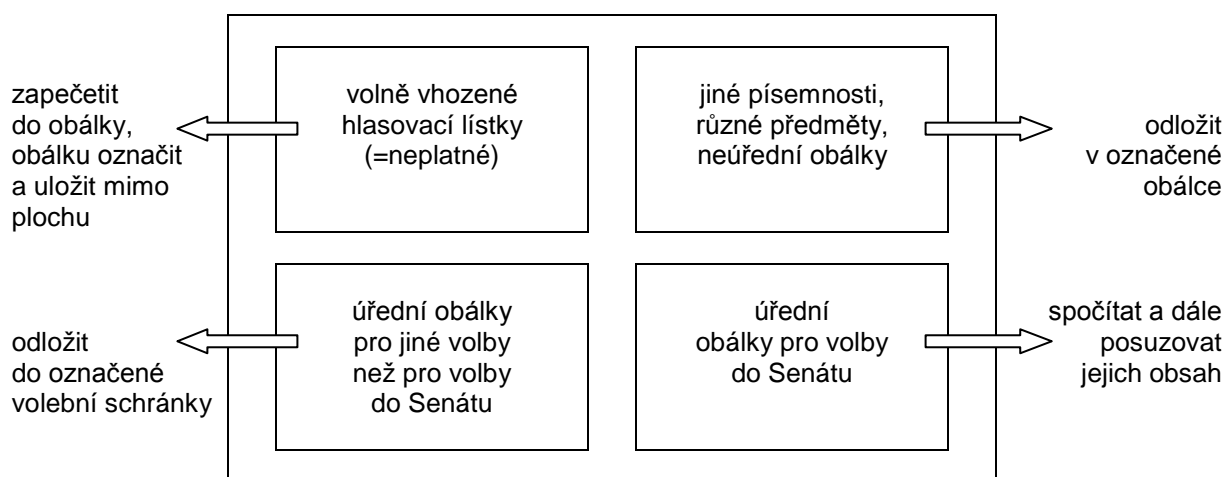 zapečetit
do obálky,
obálku označit
a uložit mimo
plochu
volně vhozené
hlasovací lístky
(=neplatné)
jiné písemnosti,
různé předměty,
neúřední obálky
odložit
v označené
obálce
odložit
do označené
volební schránky
úřední obálky
pro jiné volby
než pro volby
do Senátu
úřední
obálky pro volby
do Senátu
spočítat a dále
posuzovat
jejich obsah